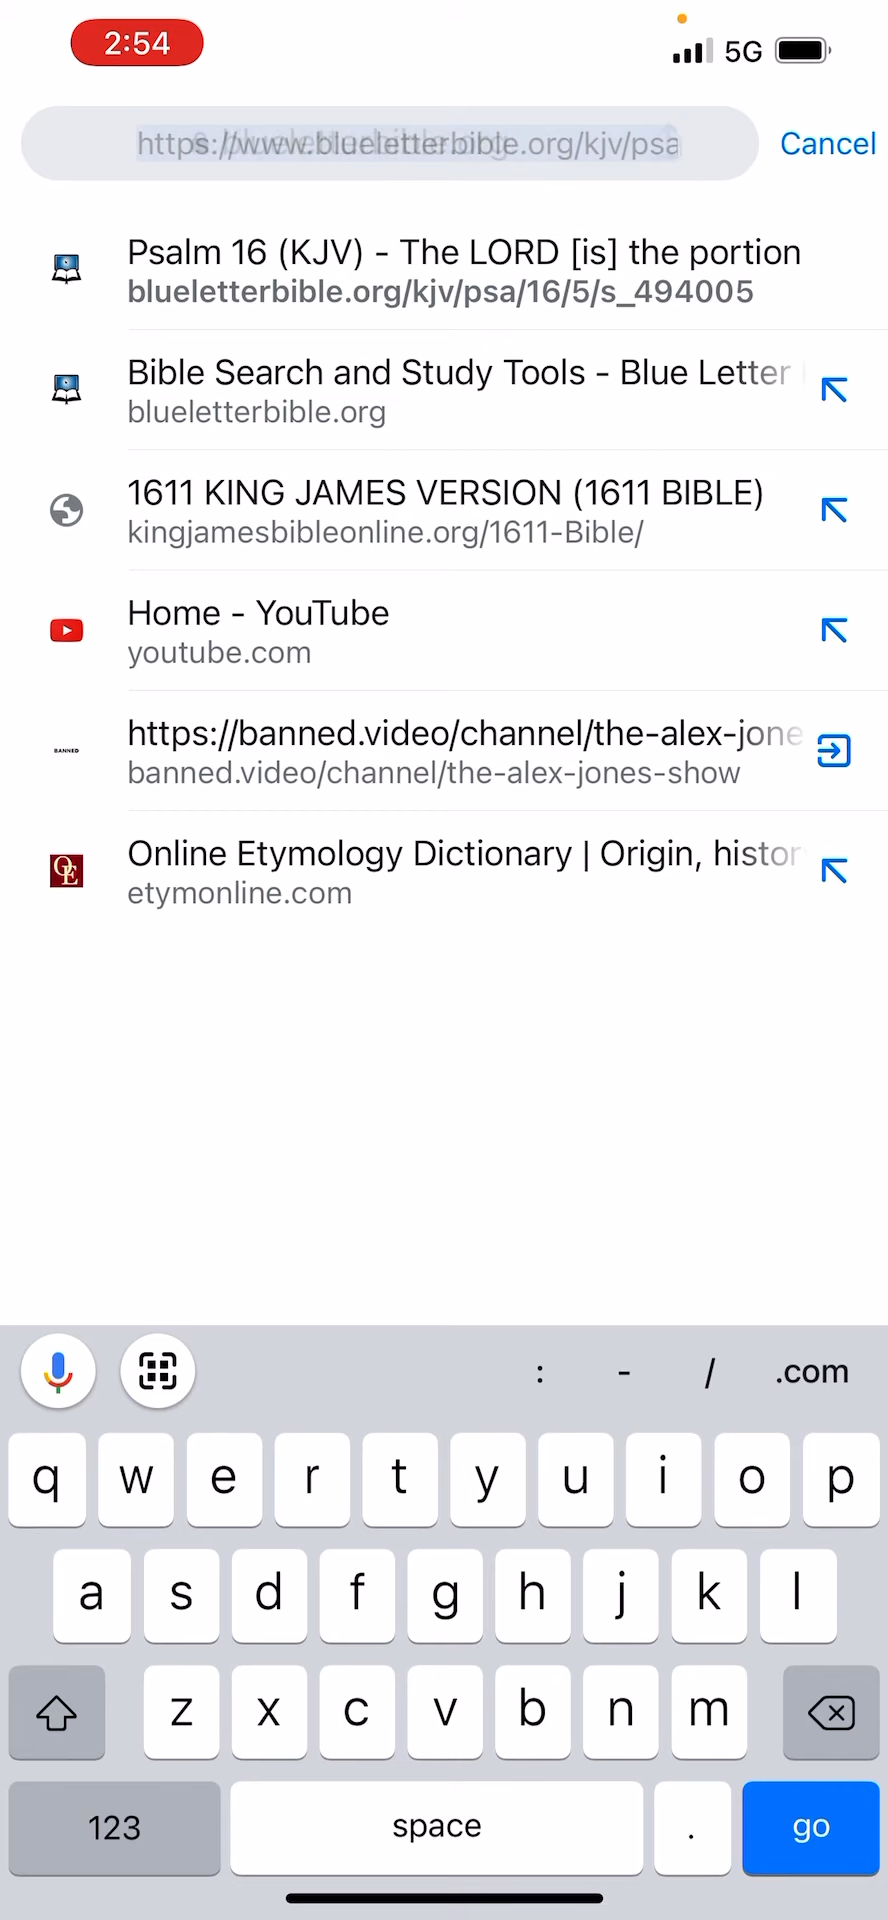 2:54
5G
https://www.blueletterbible.org/kjv/psa
Cancel
Psalm 16 (KJV) - The LORD [is] the portion
blueletterbible.org/kjv/psa/16/5/s_494005
Bible Search and Study Tools - Blue Letter
blueletterbible.org
1611 KING JAMES VERSION (1611 BIBLE)
kingjamesbibleonline.org/1611-Bible/
Home - YouTube
youtube.com
BANNED
https://banned.video/channel/the-alex-jone
banned.video/channel/the-alex-jones-show
OE
Online Etymology Dictionary | Origin, histor
etymonline.com
: - / .com
q w e r t y u i o p
a s d f g h j k l
z x c v b n m
123 space . go